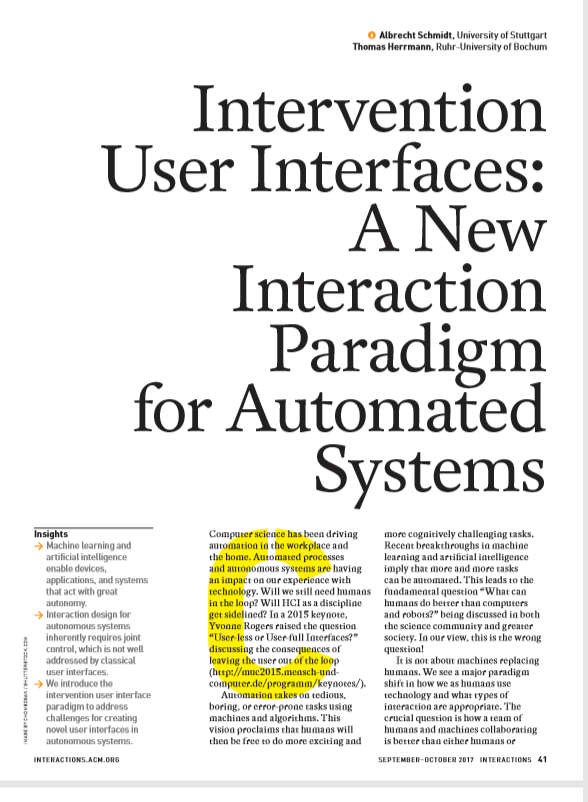 Albrecht Schmidt, University of Stuttgart
Thomas Herrmann, Ruhr-University of Bochum
Intervention
User Interfaces:
A New
Interaction
Paradigm
for Automated
Systems
Insights
→ Machine learning and
artificial intelligence
enable devices,
applications, and systems
that act with great
autonomy.
→ Interaction design for
autonomous systems
inherently requires joint
control, which is not well
addressed by classical
user interfaces.
→ We introduce the
intervention user interface
paradigm to address
challenges for creating
novel user interfaces in
autonomous systems.
C
Computer science has been driving
automation in the workplace and
the home. Automated processes
and autonomous systems are having
an impact on our experience with
technology. Will we still need humans
in the loop? Will HCI as a discipline
get sidelined? In a 2015 keynote,
Yvonne Rogers raised the question
“User-less or User-full Interfaces?”
discussing the consequences of
leaving the user out of the loop
(http://muc2015.mensch-und-
computer.de/programm/keynotes/).
Automation takes on tedious,
boring, or error-prone tasks using
machines and algorithms. This
vision proclaims that humans will
then be free to do more exciting and
more cognitively challenging tasks.
Recent breakthroughs in machine
learning and artificial intelligence
imply that more and more tasks
can be automated. This leads to the
fundamental question “What can
humans do better than computers
and robots?” being discussed in both
the science community and greater
society. In our view, this is the wrong
question!
It is not about machines replacing
humans. We see a major paradigm
shift in how we as humans use
technology and what types of
interaction are appropriate. The
crucial question is how a team of
humans and machines collaborating
is better than either humans or
INTERACTIONS.ACM.ORG
SEPTEMBER–OCTOBER 2017 INTERACTIONS 41